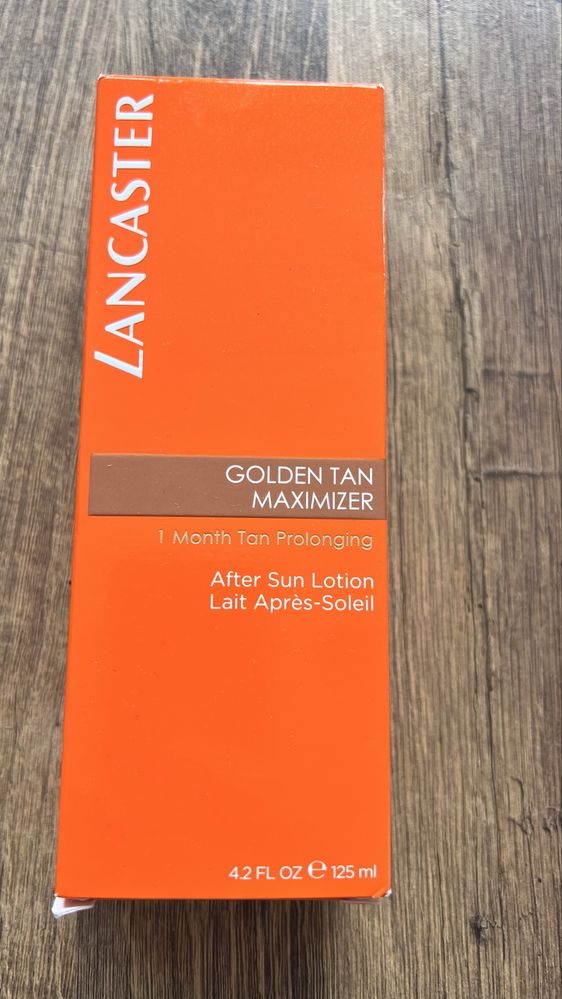 LANCASTER
GOLDEN TAN
MAXIMIZER
1 Month Tan Prolonging
After Sun Lotion
Lait Après-Soleil
4.2 FL OZ ℮ 125 ml